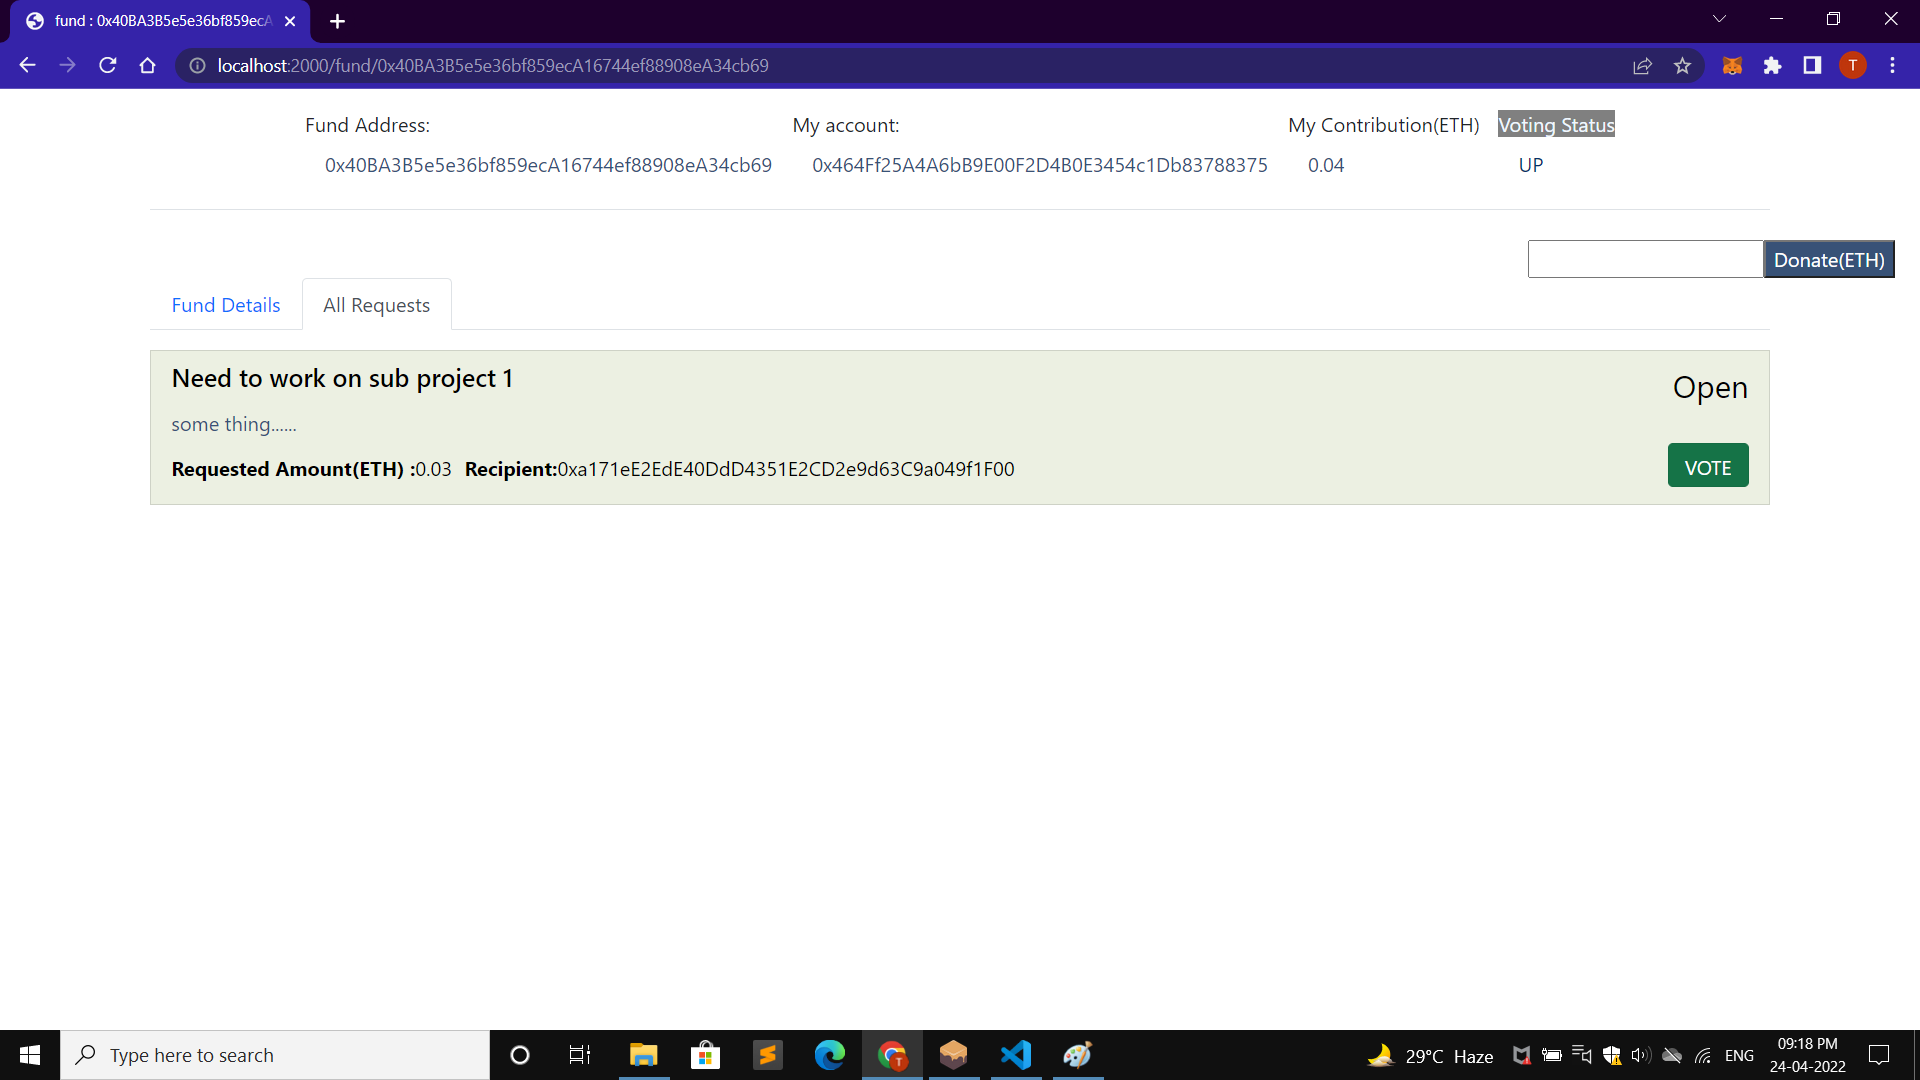 fund : 0x40BA3B5e5e36bf859ecA
localhost:2000/fund/0x40BA3B5e5e36bf859ecA16744ef88908eA34cb69
T
Fund Address: My account: My Contribution(ETH) Voting Status
0x40BA3B5e5e36bf859ecA16744ef88908eA34cb69 0x464Ff25A4A6bB9E00F2D4B0E3454c1Db83788375 0.04 UP
Donate(ETH)
Fund Details All Requests
Need to work on sub project 1
Open
some thing......
Requested Amount(ETH) :0.03 Recipient:0xa171eE2EdE40DdD4351E2CD2e9d63C9a049f1F00
VOTE
Type here to search
T
29°C Haze
ENG
09:18 PM
24-04-2022